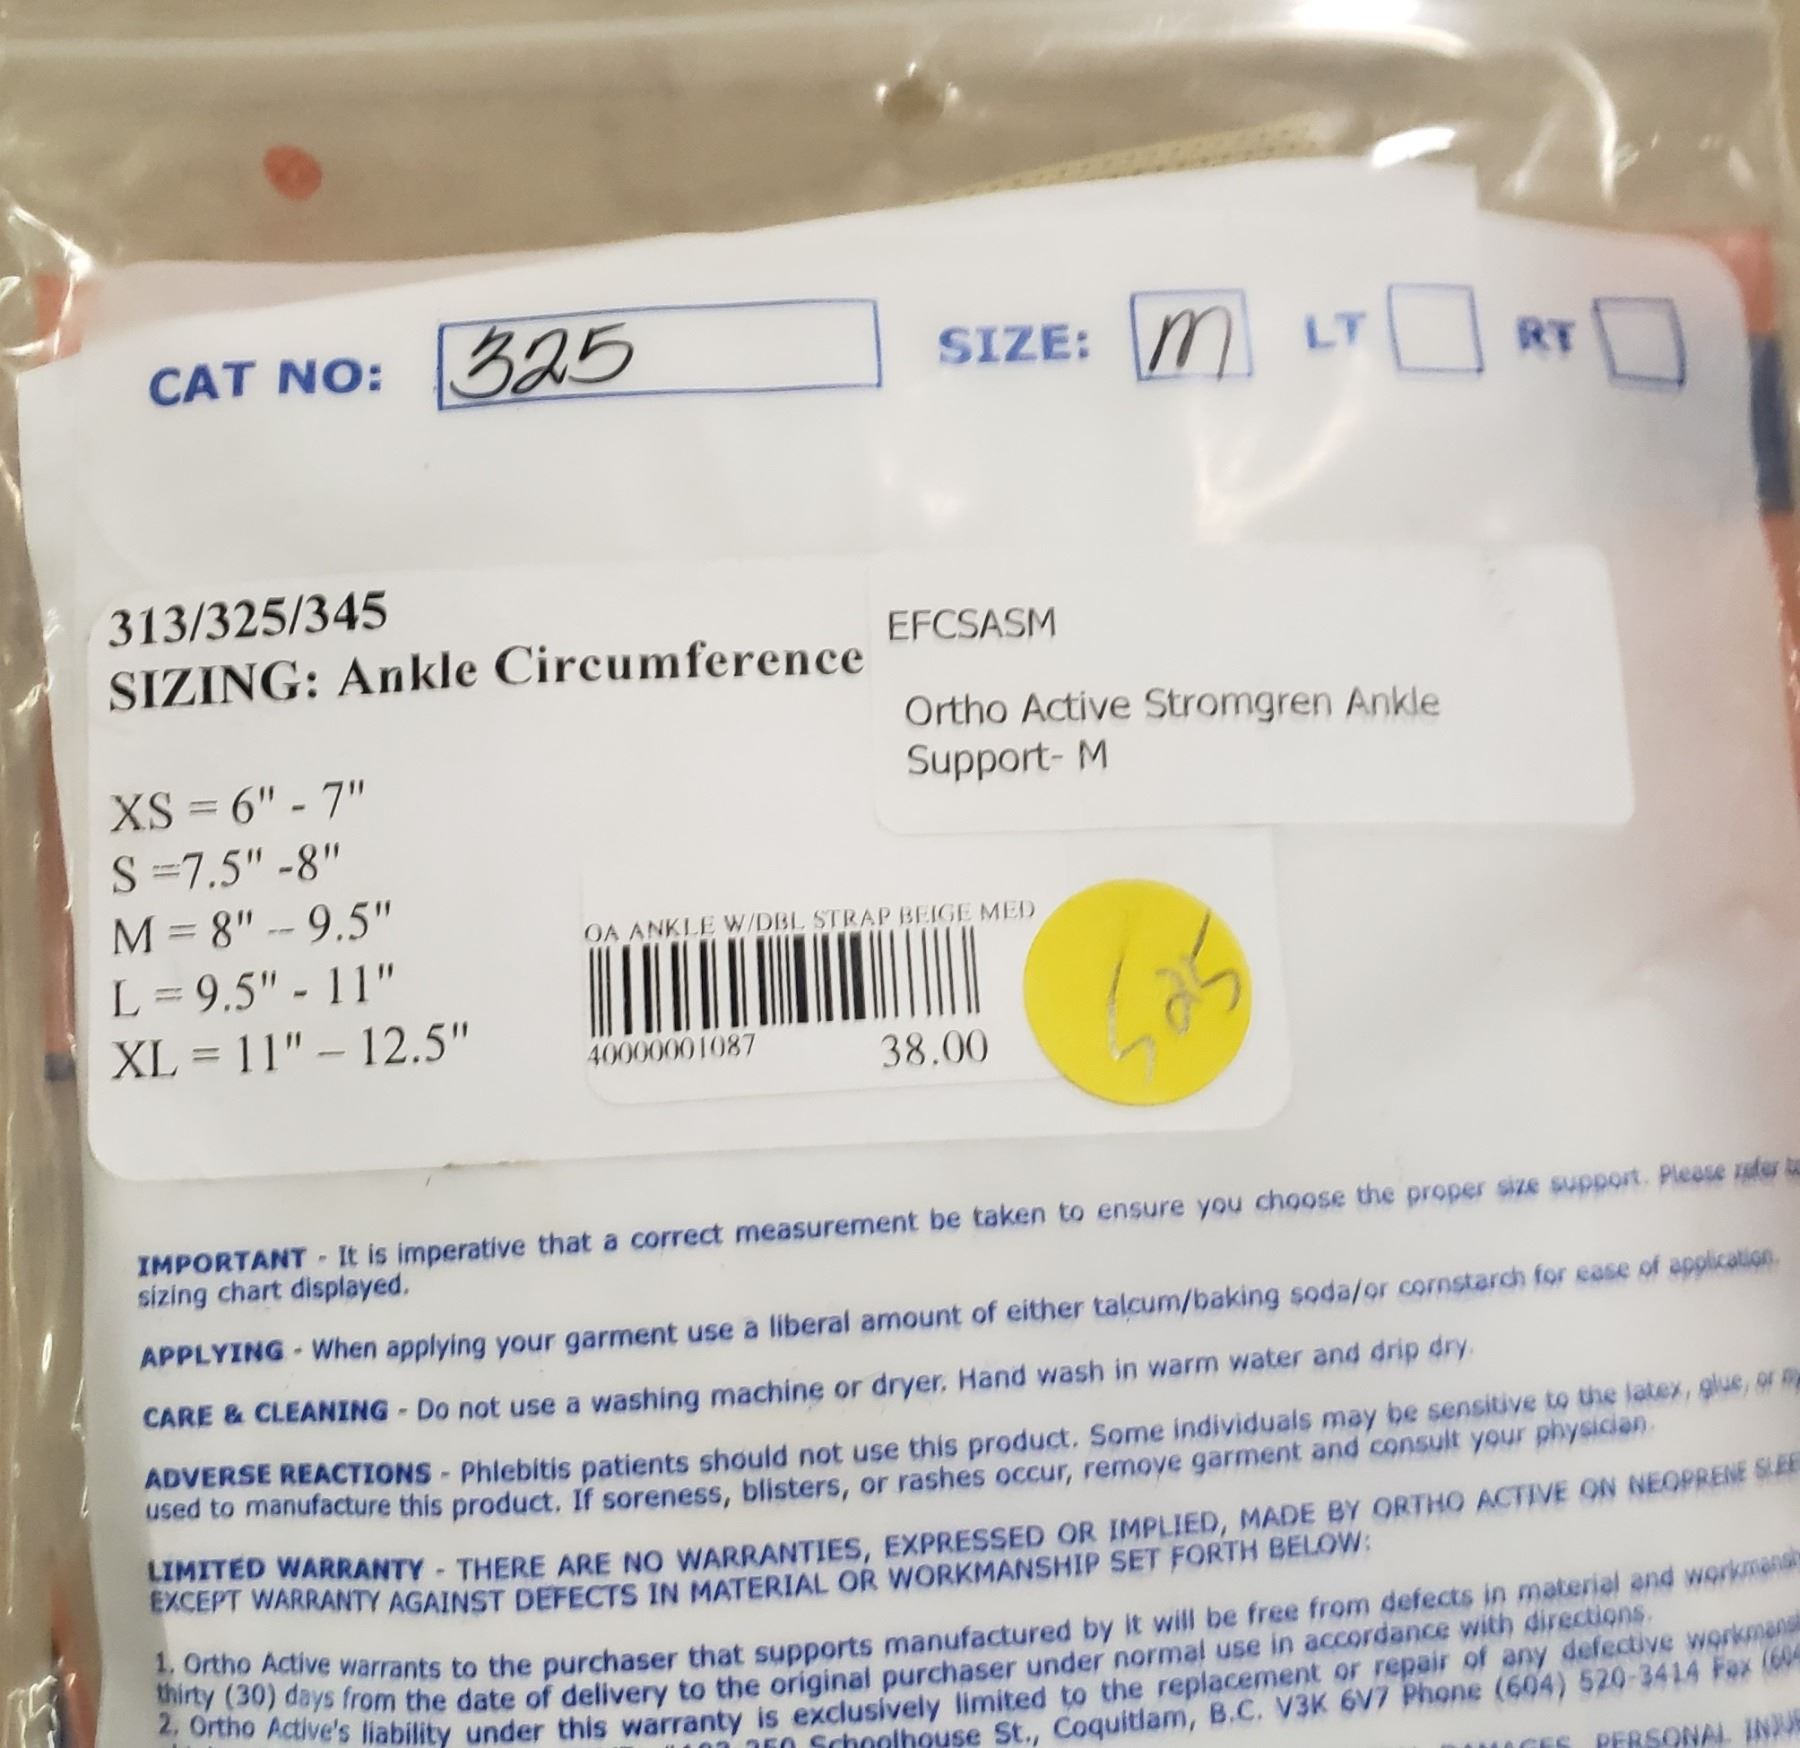 CAT NO: 325 SIZE: M LT RT
313/325/345
SIZING: Ankle Circumference
XS = 6" - 7"
S =7.5" -8"
M = 8" -- 9.5"
L = 9.5" - 11"
XL = 11" – 12.5"
EFCSASM
Ortho Active Stromgren Ankle
Support- M
OA ANKLE W/DBL STRAP BEIGE MED
40000001087 38.00
IMPORTANT - It is imperative that a correct measurement be taken to ensure you choose the proper size support. Please refer to
sizing chart displayed.
APPLYING - When applying your garment use a liberal amount of either talcum/baking soda/or cornstarch for ease of application.
CARE & CLEANING - Do not use a washing machine or dryer. Hand wash in warm water and drip dry.
ADVERSE REACTIONS - Phlebitis patients should not use this product. Some individuals may be sensitive to the latex, glue, or
used to manufacture this product. If soreness, blisters, or rashes occur, remove garment and consult your physician.
LIMITED WARRANTY - THERE ARE NO WARRANTIES, EXPRESSED OR IMPLIED, MADE BY ORTHO ACTIVE ON NEOPRENE
EXCEPT WARRANTY AGAINST DEFECTS IN MATERIAL OR WORKMANSHIP SET FORTH BELOW:
1. Ortho Active warrants to the purchaser that supports manufactured by it will be free from defects in material and
thirty (30) days from the date of delivery to the original purchaser under normal use in accordance with directions.
2. Ortho Active's liability under this warranty is exclusively limited to the replacement or repair of any defective
Schoolhouse St., Coquitlam, B.C. V3K 6V7 Phone (604) 520-3414 Fax
PERSONAL